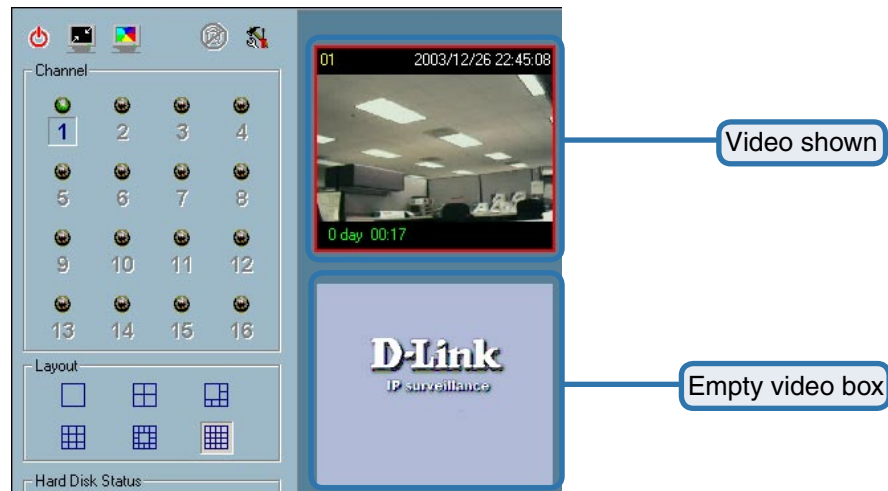 Channel
1 2 3 4
5 6 7 8
9 10 11 12
13 14 15 16
Layout
Hard Disk Status
01 2003/12/26 22:45:08
0 day 00:17
D-Link
IP surveillance
Video shown
Empty video box